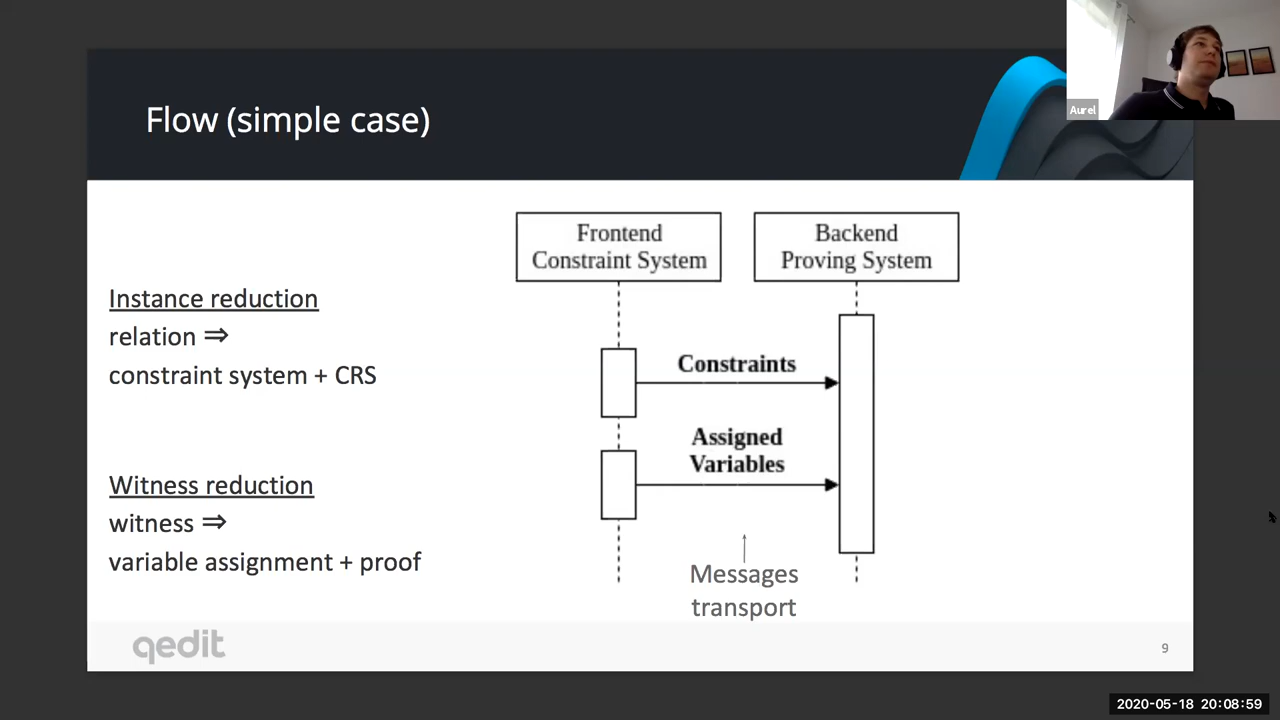 Aurel
Flow (simple case)
Frontend
Constraint System
Backend
Proving System
Instance reduction
relation ⇒
constraint system + CRS
Constraints
Assigned
Variables
Witness reduction
witness ⇒
variable assignment + proof
Messages
transport
qedit
9
2020-05-18 20:08:59